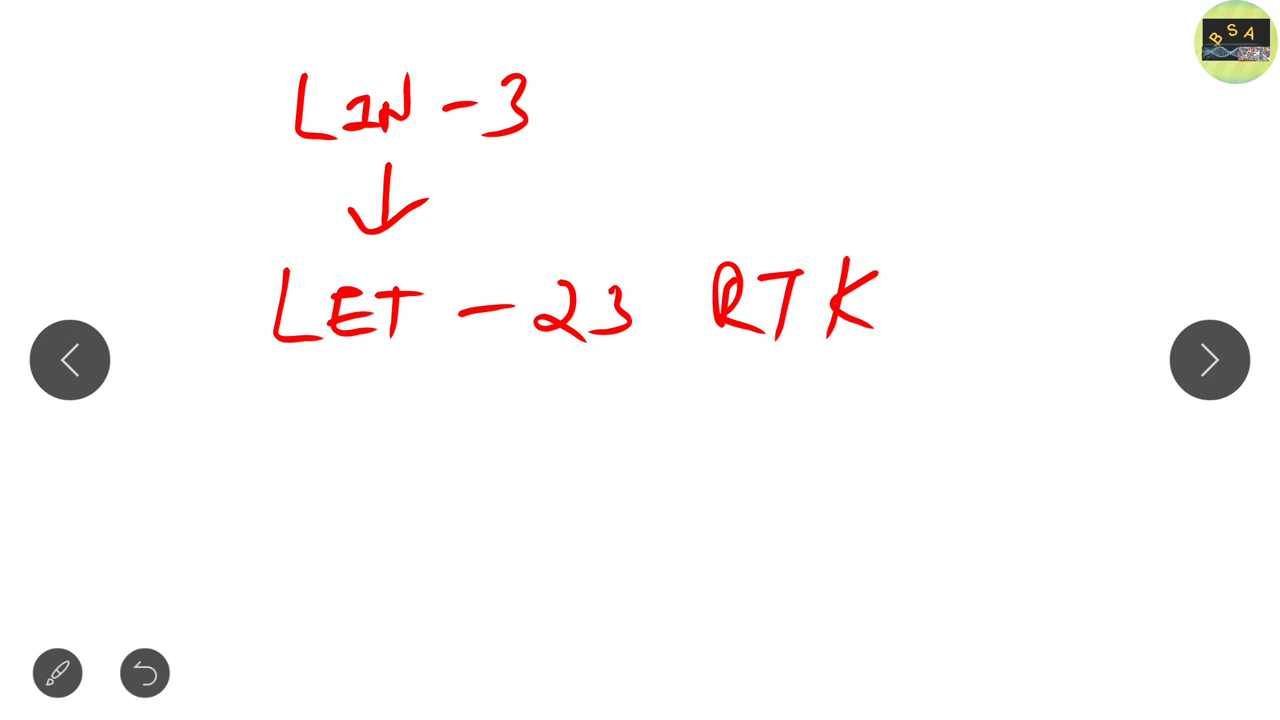 BSA
LIN-3
↓
LET-23 RTK